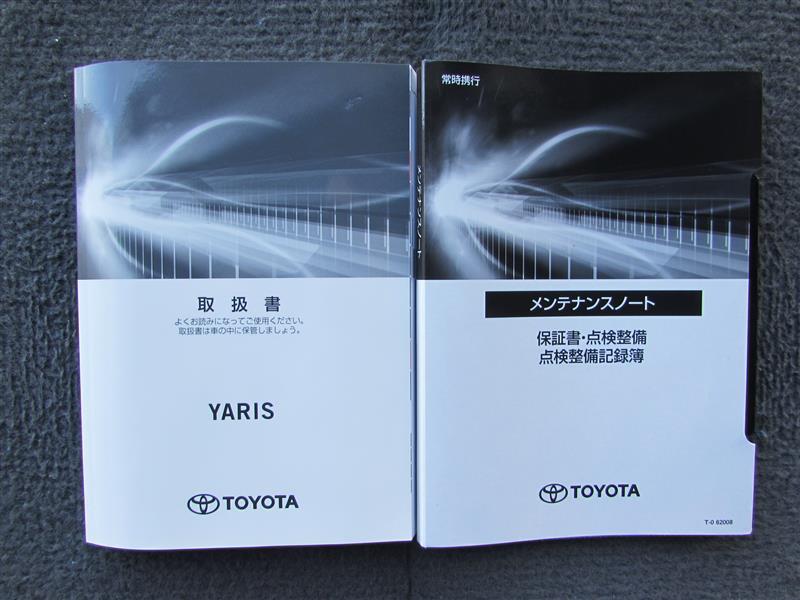 取扱書
よくお読みになってご使用ください。
取扱書は車の中に保管しましょう。
YARIS
TOYOTA
メンテナンスノート
常時携行
メンテナンスノート
保証書・点検整備
点検整備記録簿
TOYOTA
T-0 62008